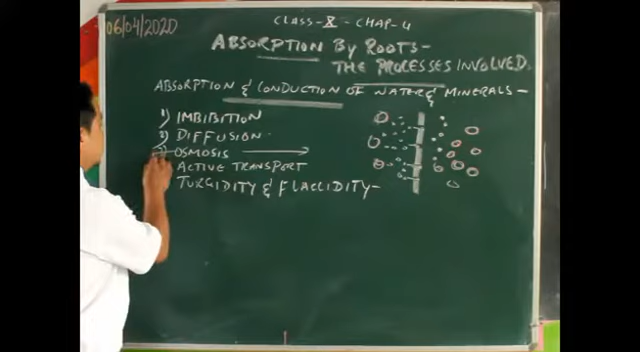 06/04/2020
CLASS-X-CHAP-4
ABSORPTION BY ROOTS-
THE PROCESSES INVOLVED.
ABSORPTION & CONDUCTION OF WATER & MINERALS-
1) IMBIBITION
2) DIFFUSION.
3) OSMOSIS
ACTIVE TRANSPORT
TURGIDITY & FLACCIDITY-